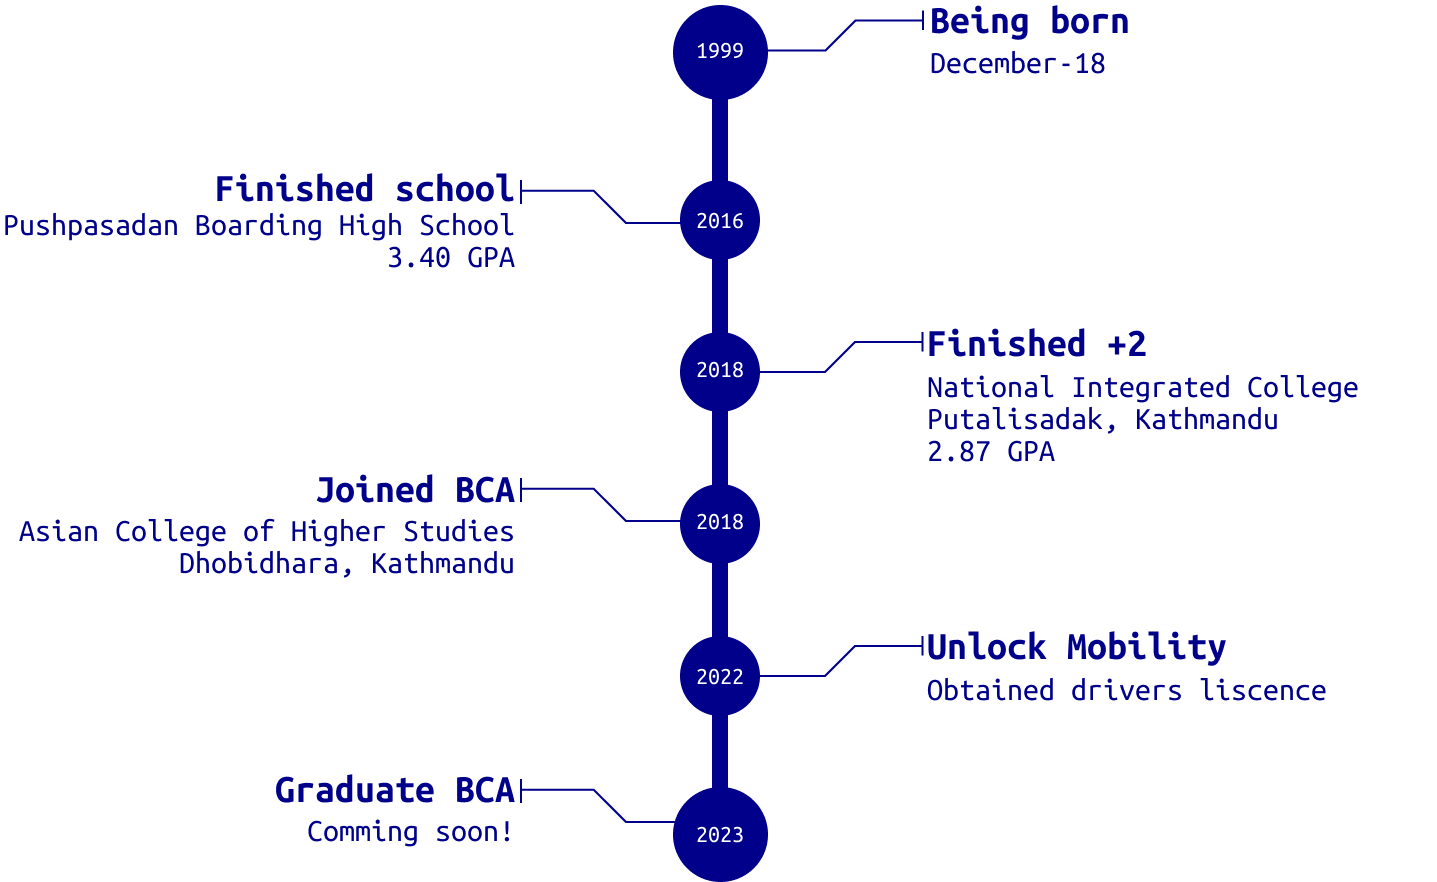 1999
Being born
December-18
Finished school
Pushpasadan Boarding High School
3.40 GPA
2016
2018
Finished +2
National Integrated College
Putalisadak, Kathmandu
2.87 GPA
Joined BCA
Asian College of Higher Studies
Dhobidhara, Kathmandu
2018
2022
Unlock Mobility
Obtained drivers liscence
Graduate BCA
Comming soon!
2023